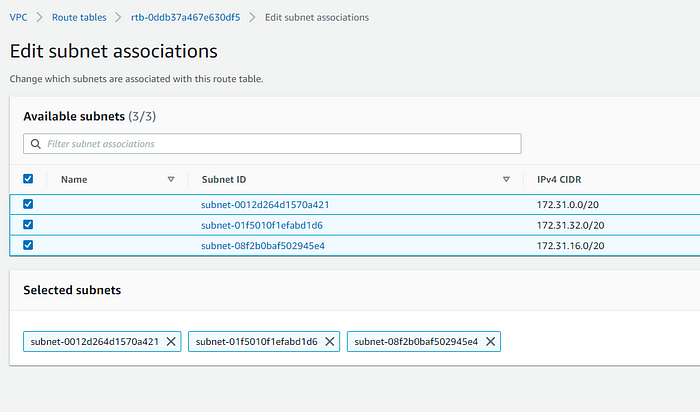 VPC > Route tables > rtb-0ddb37a467e630df5 > Edit subnet associations
Edit subnet associations
Change which subnets are associated with this route table.
Available subnets (3/3)
Filter subnet associations
Name Subnet ID IPv4 CIDR
subnet-0012d264d1570a421 172.31.0.0/20
subnet-01f5010f1efabd1d6 172.31.32.0/20
subnet-08f2b0baf502945e4 172.31.16.0/20
Selected subnets
subnet-0012d264d1570a421 subnet-01f5010f1efabd1d6 subnet-08f2b0baf502945e4